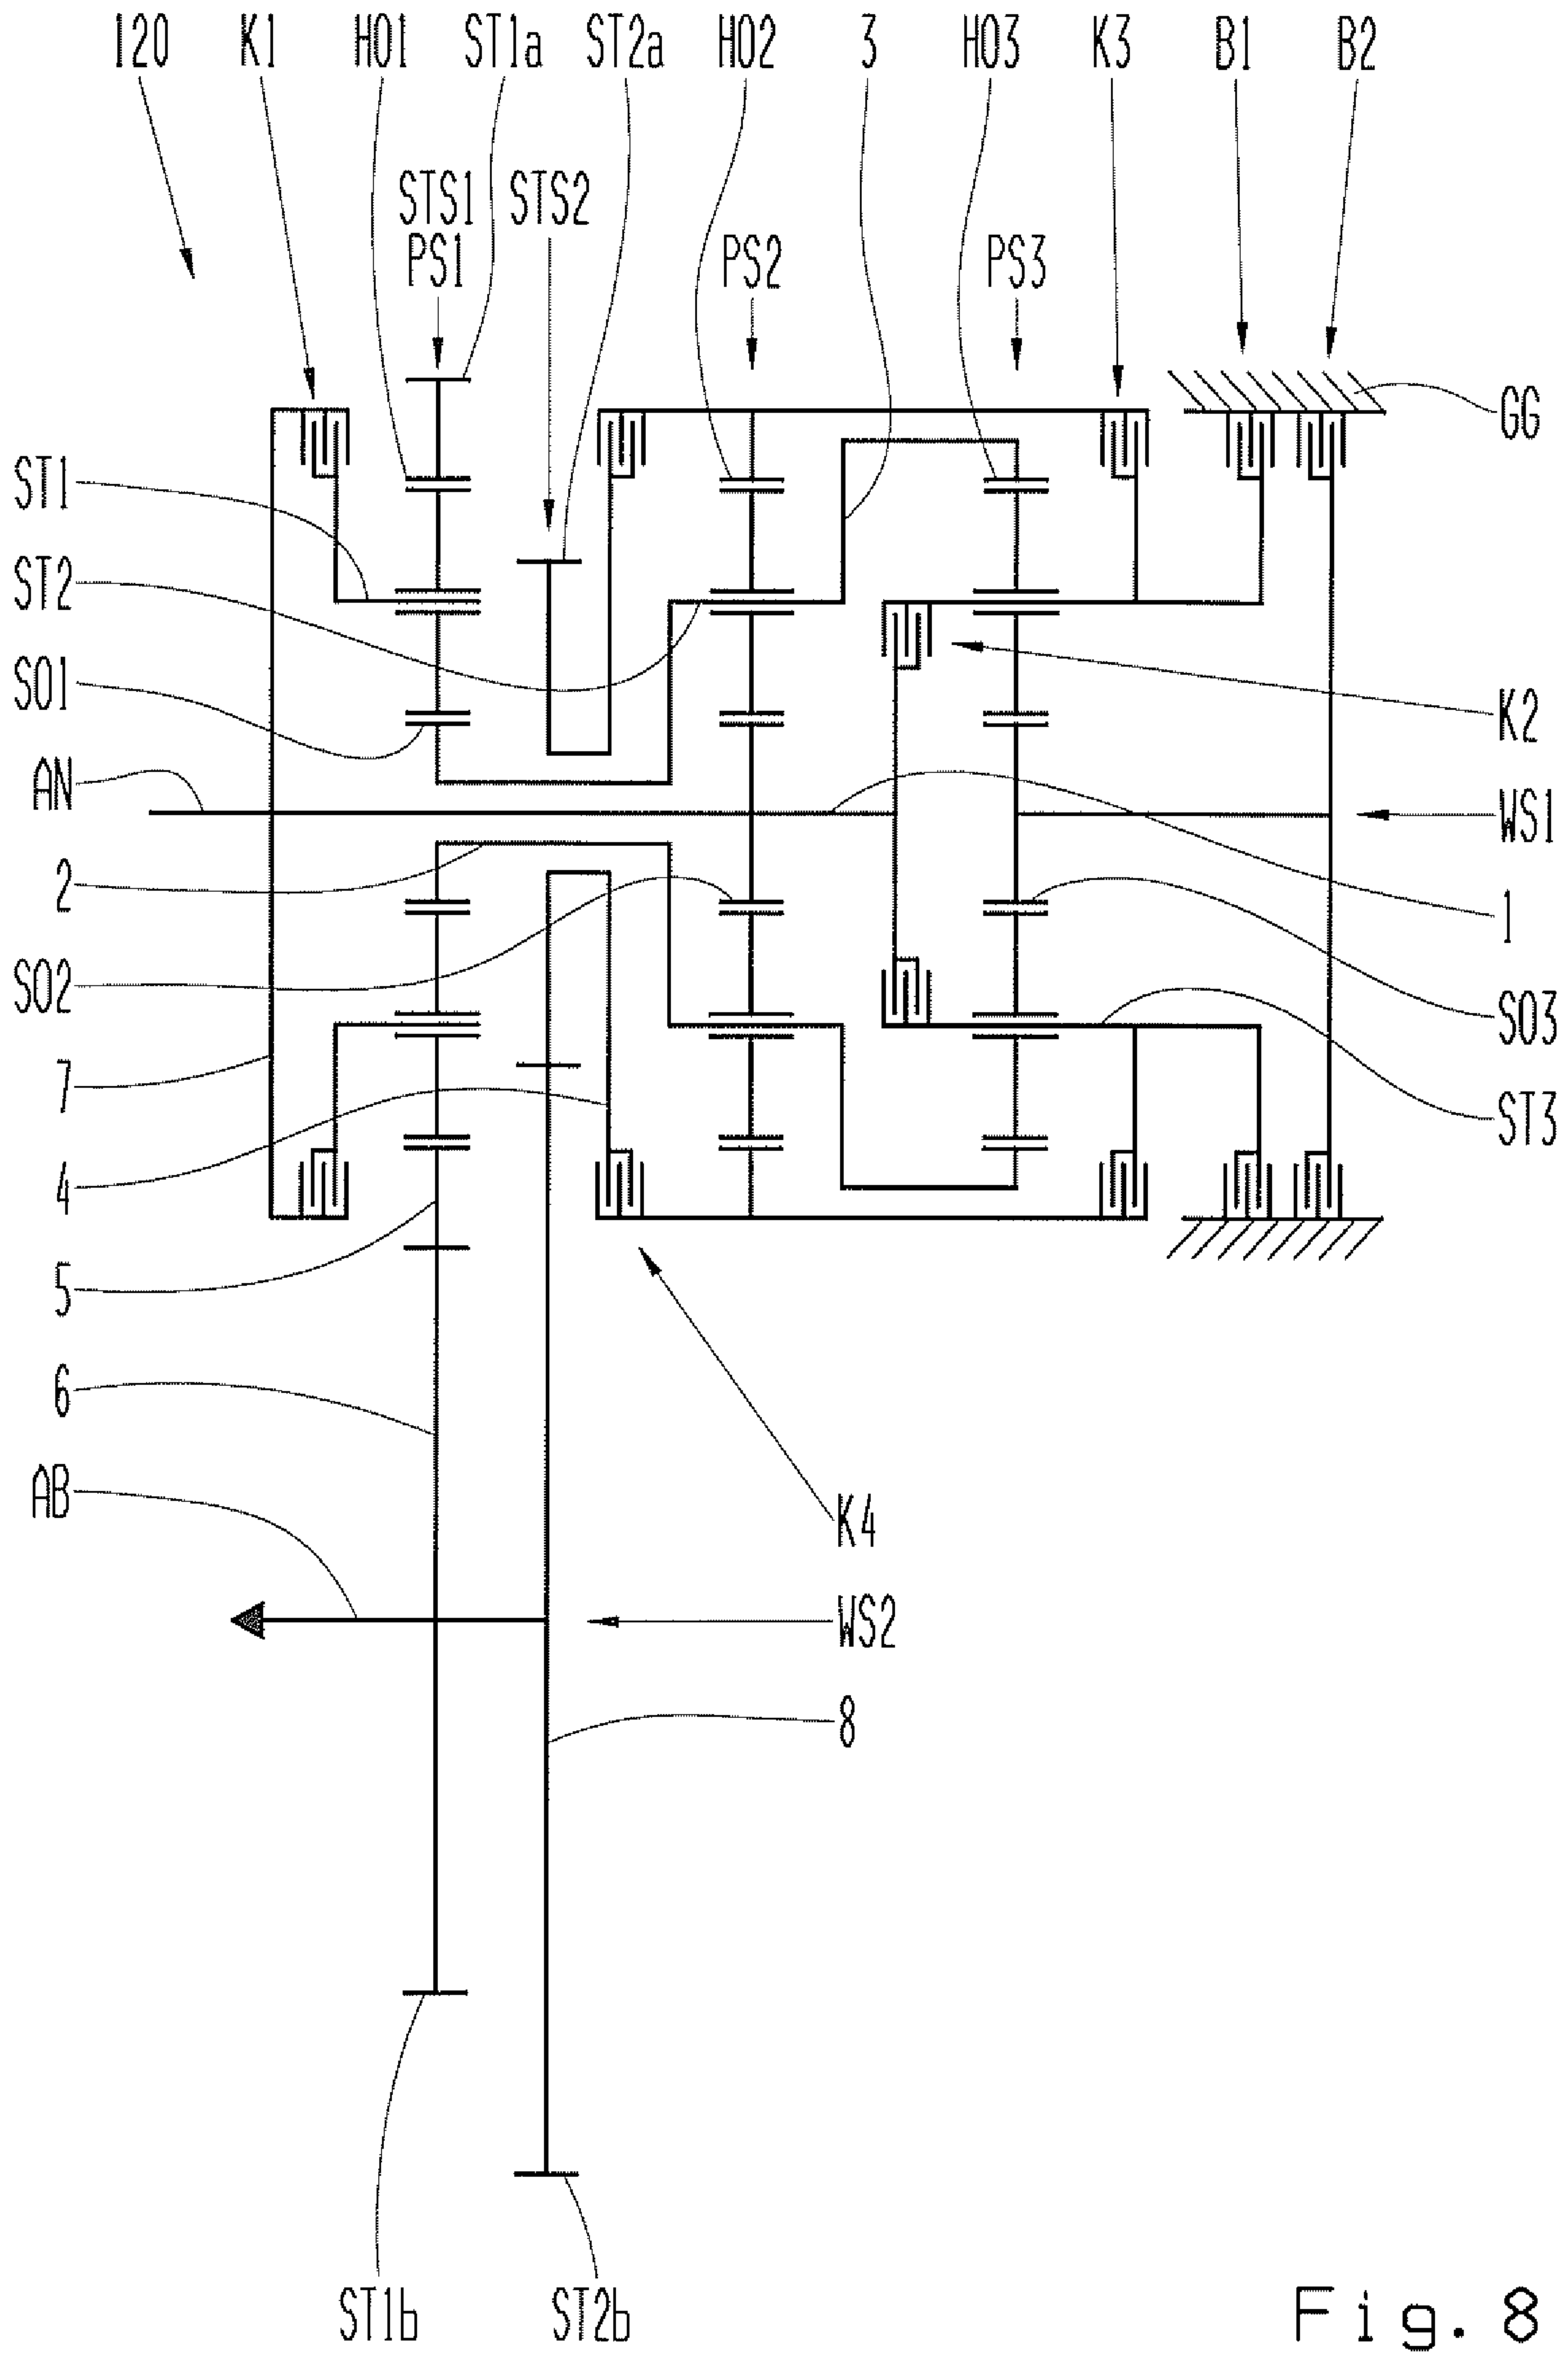 120 K1 HO1 ST1a ST2a HO2 3 HO3 K3 B1 B2
STS1 STS2
PS1 PS2 PS3
GG
ST1
ST2
SO1
K2
AN
WS1
2
1
SO2
SO3
7
ST3
4
5
6
AB
K4
WS2
8
ST1b ST2b
Fig. 8